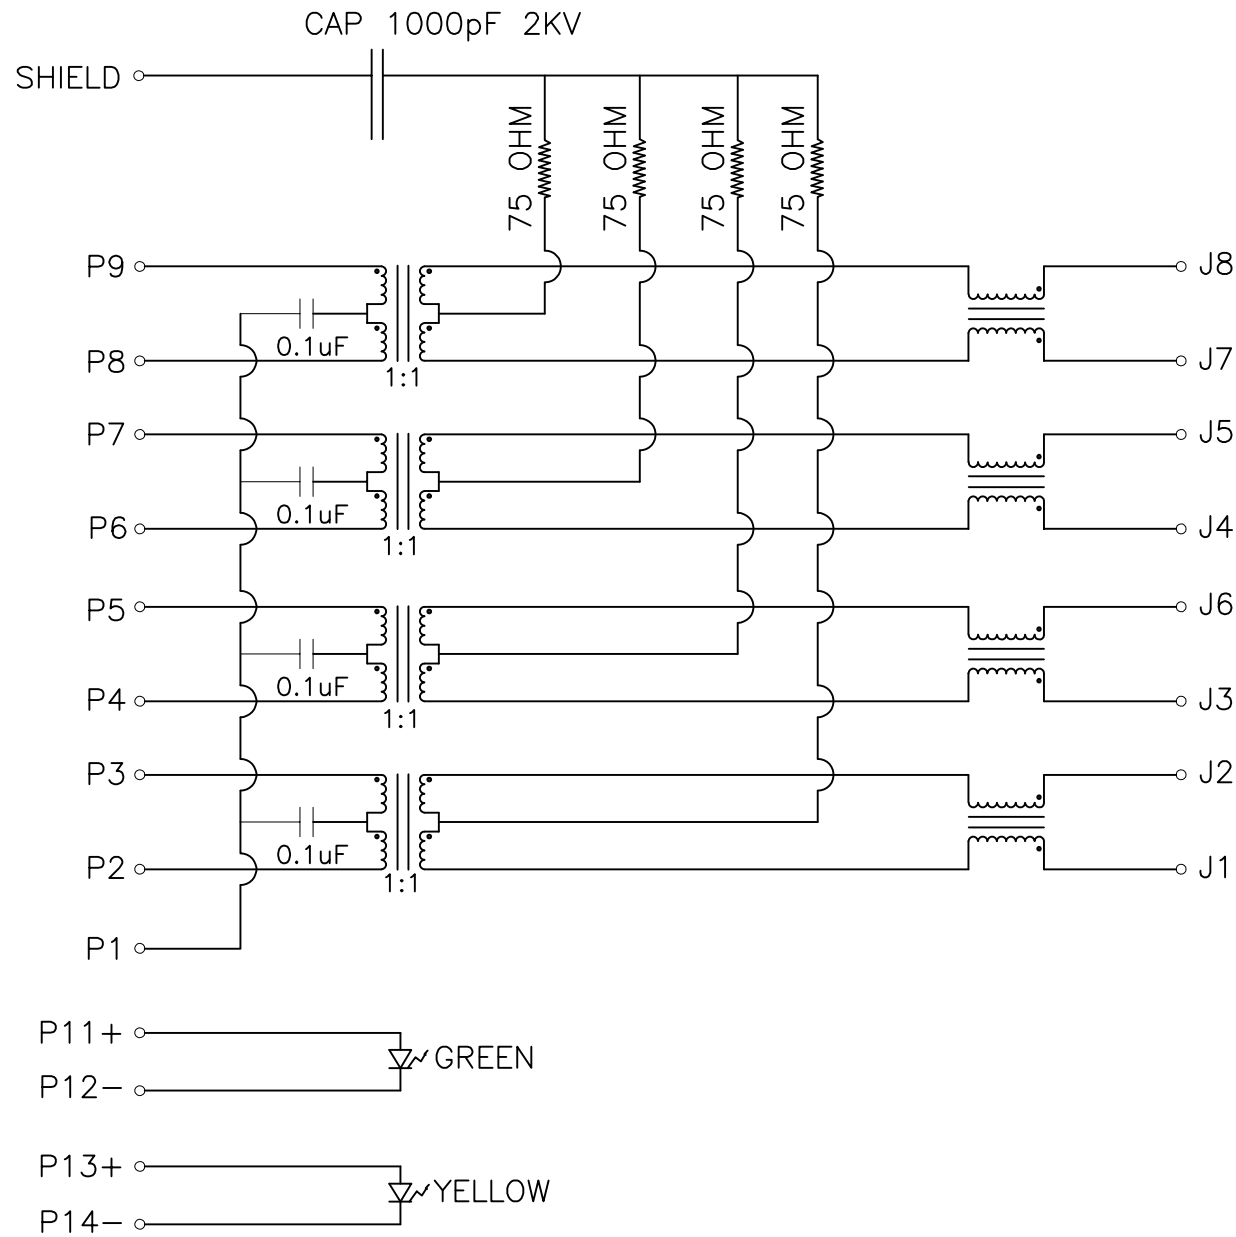 CAP 1000pF 2KV
SHIELD
75 OHM
75 OHM
75 OHM
75 OHM
P9
J8
0.1uF
P8
J7
1:1
P7
J5
0.1uF
P6
J4
1:1
P5
J6
0.1uF
P4
J3
1:1
P3
J2
0.1uF
P2
J1
1:1
P1
P11+
GREEN
P12-
P13+
YELLOW
P14-